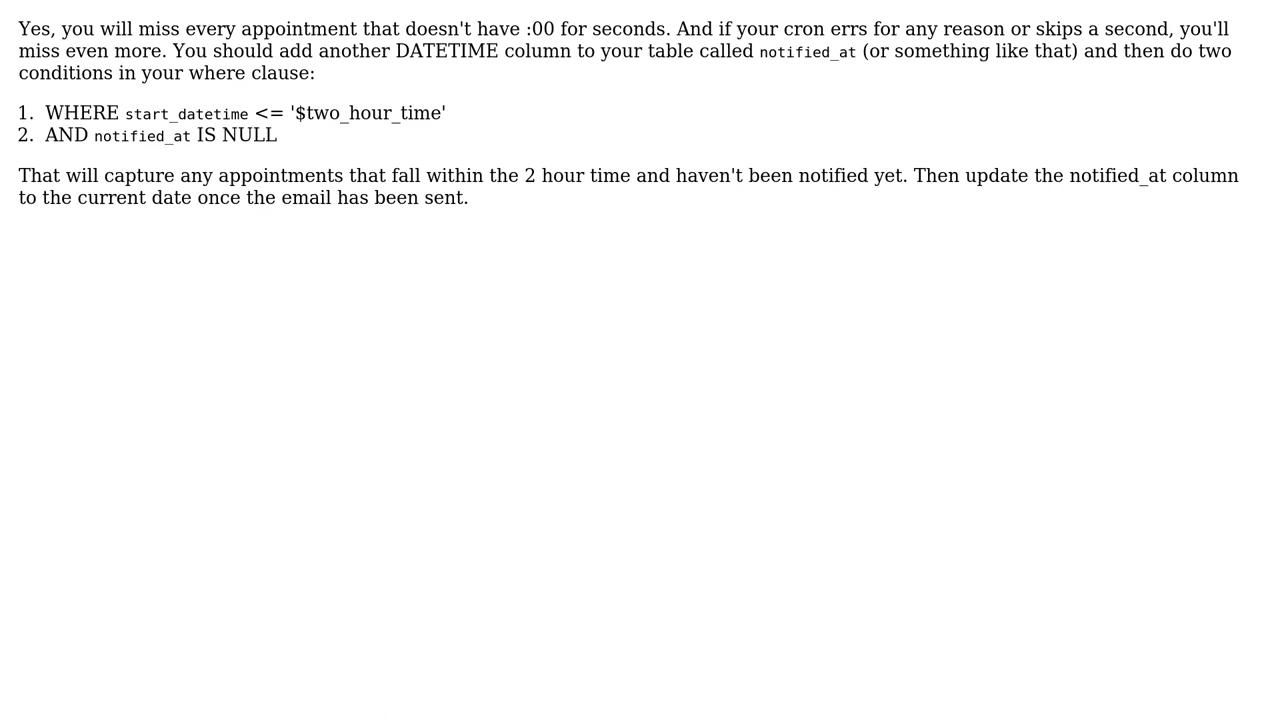 Yes, you will miss every appointment that doesn't have :00 for seconds. And if your cron errs for any reason or skips a second, you'll
miss even more. You should add another DATETIME column to your table called notified_at (or something like that) and then do two
conditions in your where clause:
1. WHERE start_datetime <= '$two_hour_time'
2. AND notified_at IS NULL
That will capture any appointments that fall within the 2 hour time and haven't been notified yet. Then update the notified_at column
to the current date once the email has been sent.